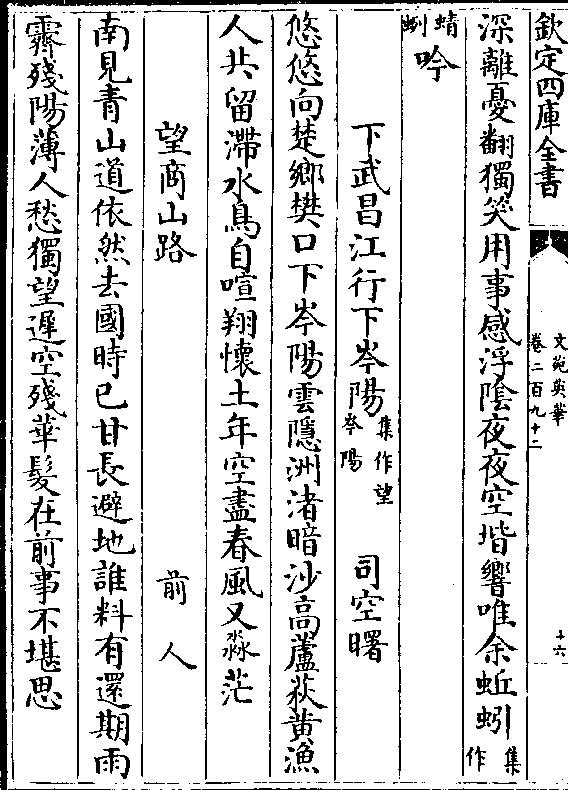 欽定四庫全書
文苑英華
卷二百九十二
十六
深離憂翻獨笑用事感浮陰夜夜空堦響唯余蚯蚓集作
蜻蛚吟
下武昌江行下岑陽集作望岑陽 司空曙
悠悠向楚鄉樊口下岑陽雲隱洲渚暗沙高蘆荻黄漁
人共留滯水鳥自喧翔懷土年空盡春風又淼茫
望商山路 前人
南見青山道依然去國時已甘長避地誰料有還期雨
霽殘陽薄人愁獨望遲空殘華髮在前事不堪思